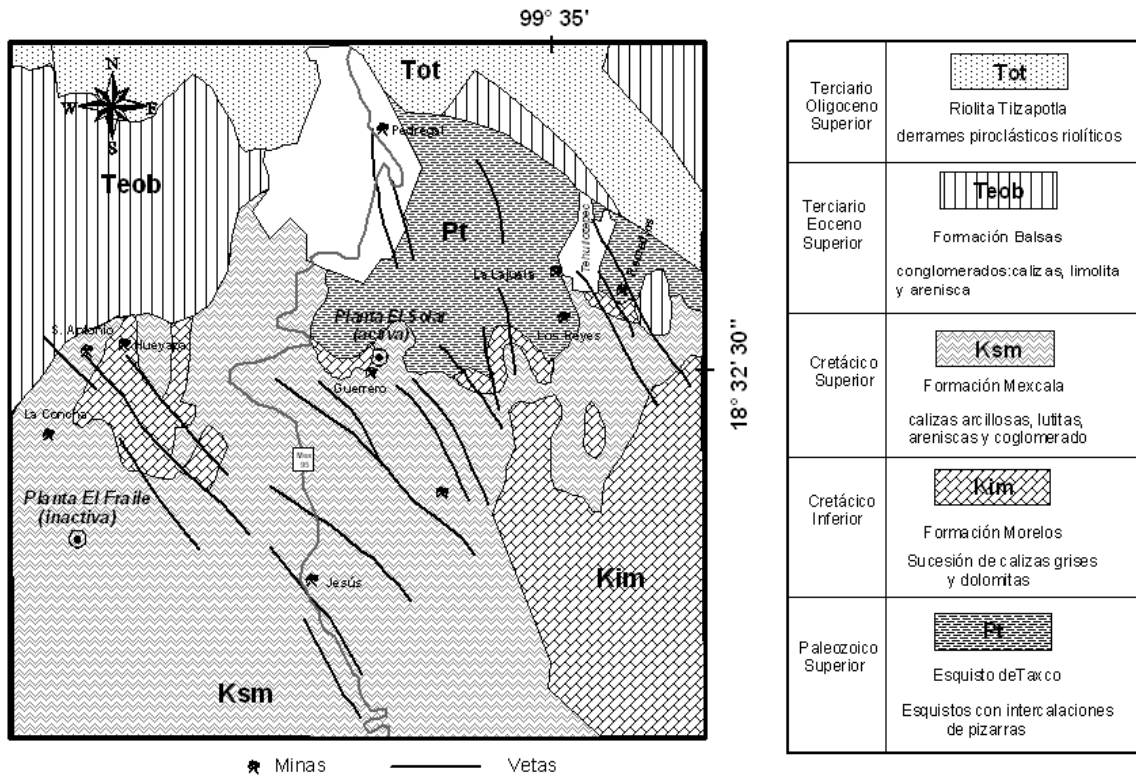 99° 35'
N
W E
S
Tot
Pedregal
Teob
Pt
Tehuilotepec
La Lajuela
Planta El Solar
(activa)
Los Reyes
S. Antonio
Hueyapa
Guerrero
18° 32' 30"
La Concha
Mex
95
Planta El Fraile
(inactiva)
Jesús
Kim
Ksm
Minas
Vetas
Terciario
Oligoceno
Superior
Tot
Riolita Tilzapotla
derrames piroclásticos riolíticos
Terciario
Eoceno
Superior
Teob
Formación Balsas
conglomerados:calizas, limolita
y arenisca
Cretácico
Superior
Ksm
Formación Mexcala
calizas arcillosas, lutitas,
areniscas y coglomerado
Cretácico
Inferior
Kim
Formación Morelos
Sucesión de calizas grises
y dolomitas
Paleozoico
Superior
Pt
Esquisto deTaxco
Esquistos con intercalaciones
de pizarras